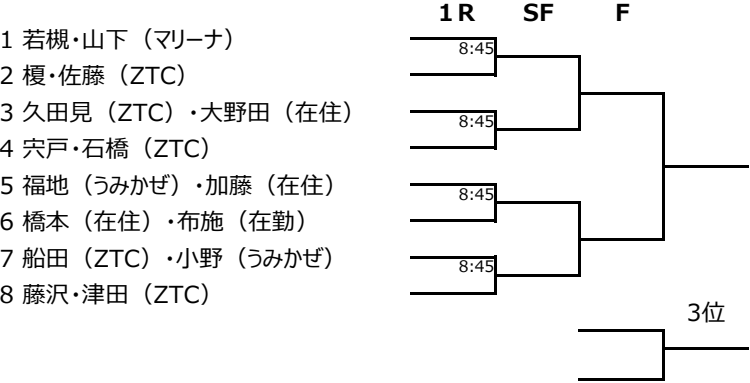 1R SF F
1 若槻・山下（マリーナ）
8:45
2 榎・佐藤（ZTC）
3 久田見（ZTC）・大野田（在住）
8:45
4 宍戸・石橋（ZTC）
5 福地（うみかぜ）・加藤（在住）
8:45
6 橋本（在住）・布施（在勤）
7 船田（ZTC）・小野（うみかぜ）
8:45
8 藤沢・津田（ZTC）
3位